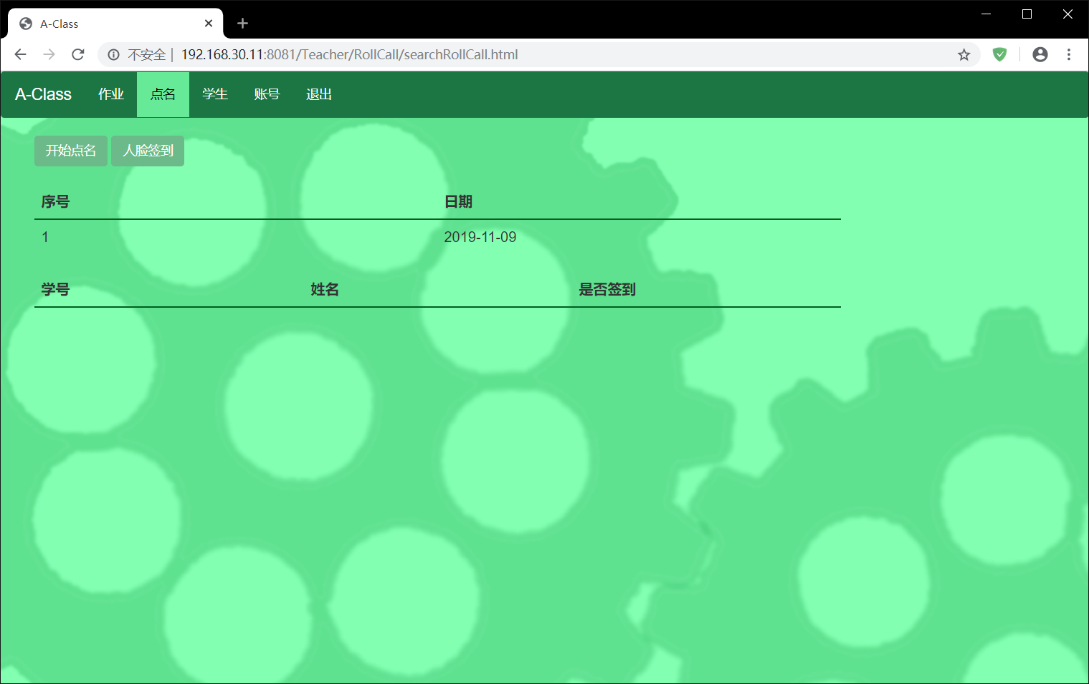 A-Class
不安全 | 192.168.30.11:8081/Teacher/RollCall/searchRollCall.html
A-Class 作业 点名 学生 账号 退出
开始点名 人脸签到
序号 日期
1 2019-11-09
学号 姓名 是否签到